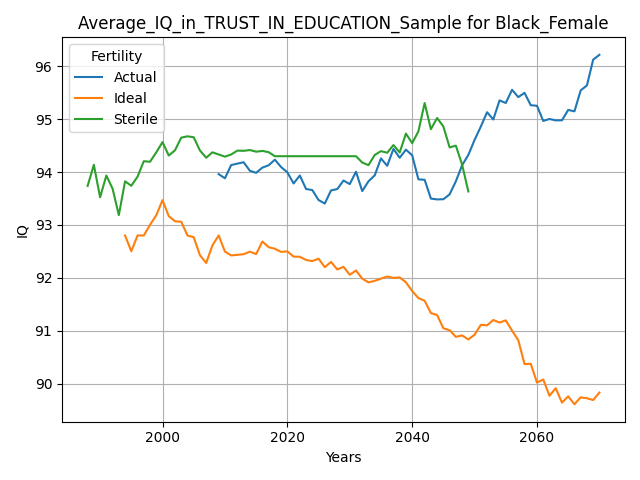 Average_IQ_in_TRUST_IN_EDUCATION_Sample for Black_Female
Fertility
Actual
Ideal
Sterile
96
95
94
93
92
91
90
IQ
2000
2020
2040
2060
Years